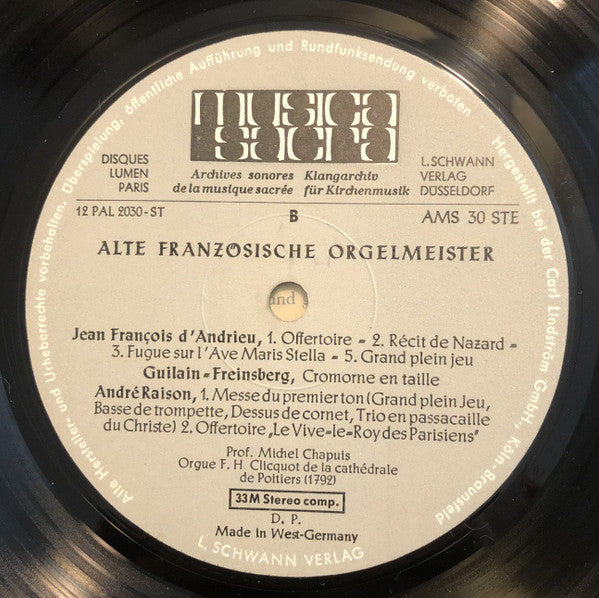 Alle Hersteller- und Urheberrechte vorbehalten. Überspielung, öffentliche Aufführung und Rundfunksendung verboten. Hergestellt bei der Carl Lindström GmbH., Köln-Braunsfeld
musica
sacra
DISQUES
LUMEN
PARIS
Archives sonores
de la musique sacrée
Klangarchiv
für Kirchenmusik
L. SCHWANN
VERLAG
DÜSSELDORF
12 PAL 2030-ST
B
AMS 30 STE
ALTE FRANZÖSISCHE ORGELMEISTER
and
Jean François d'Andrieu, 1. Offertoire - 2. Récit de Nazard -
3. Fugue sur l'Ave Maris Stella - 5. Grand plein jeu
Guilain-Freinsberg, Cromorne en taille
André Raison, 1. Messe du premier ton (Grand plein Jeu,
Basse de trompette, Dessus de cornet, Trio en passacaille
du Christe) 2. Offertoire „Le Vive-le-Roy des Parisiens"
Prof. Michel Chapuis
Orgue F. H. Clicquot de la cathédrale
de Poitiers (1792)
33 M Stereo comp.
D. P.
Made in West-Germany
L. SCHWANN VERLAG